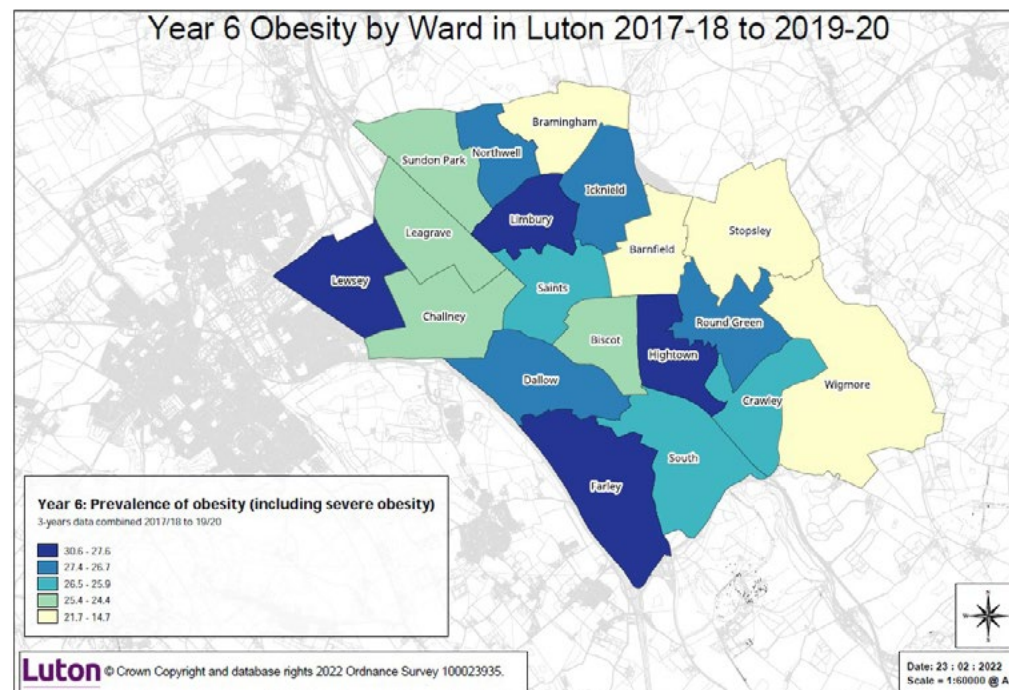 Year 6 Obesity by Ward in Luton 2017-18 to 2019-20
Bramingham
Northwell
Sundon Park
Icknield
Limbury
Stopsley
Leagrave
Barnfield
Lewsey
Saints
Challney
Round Green
Biscot
Hightown
Dallow
Wigmore
Crawley
South
Farley
Year 6: Prevalence of obesity (including severe obesity)
3-years data combined 2017/18 to 19/20
30.6 - 27.6
27.4 - 26.7
26.5 - 25.9
25.4 - 24.4
21.7 - 14.7
Luton © Crown Copyright and database rights 2022 Ordnance Survey 100023935.
N
W E
S
Date: 23 : 02 : 2022
Scale = 1:60000 @ A